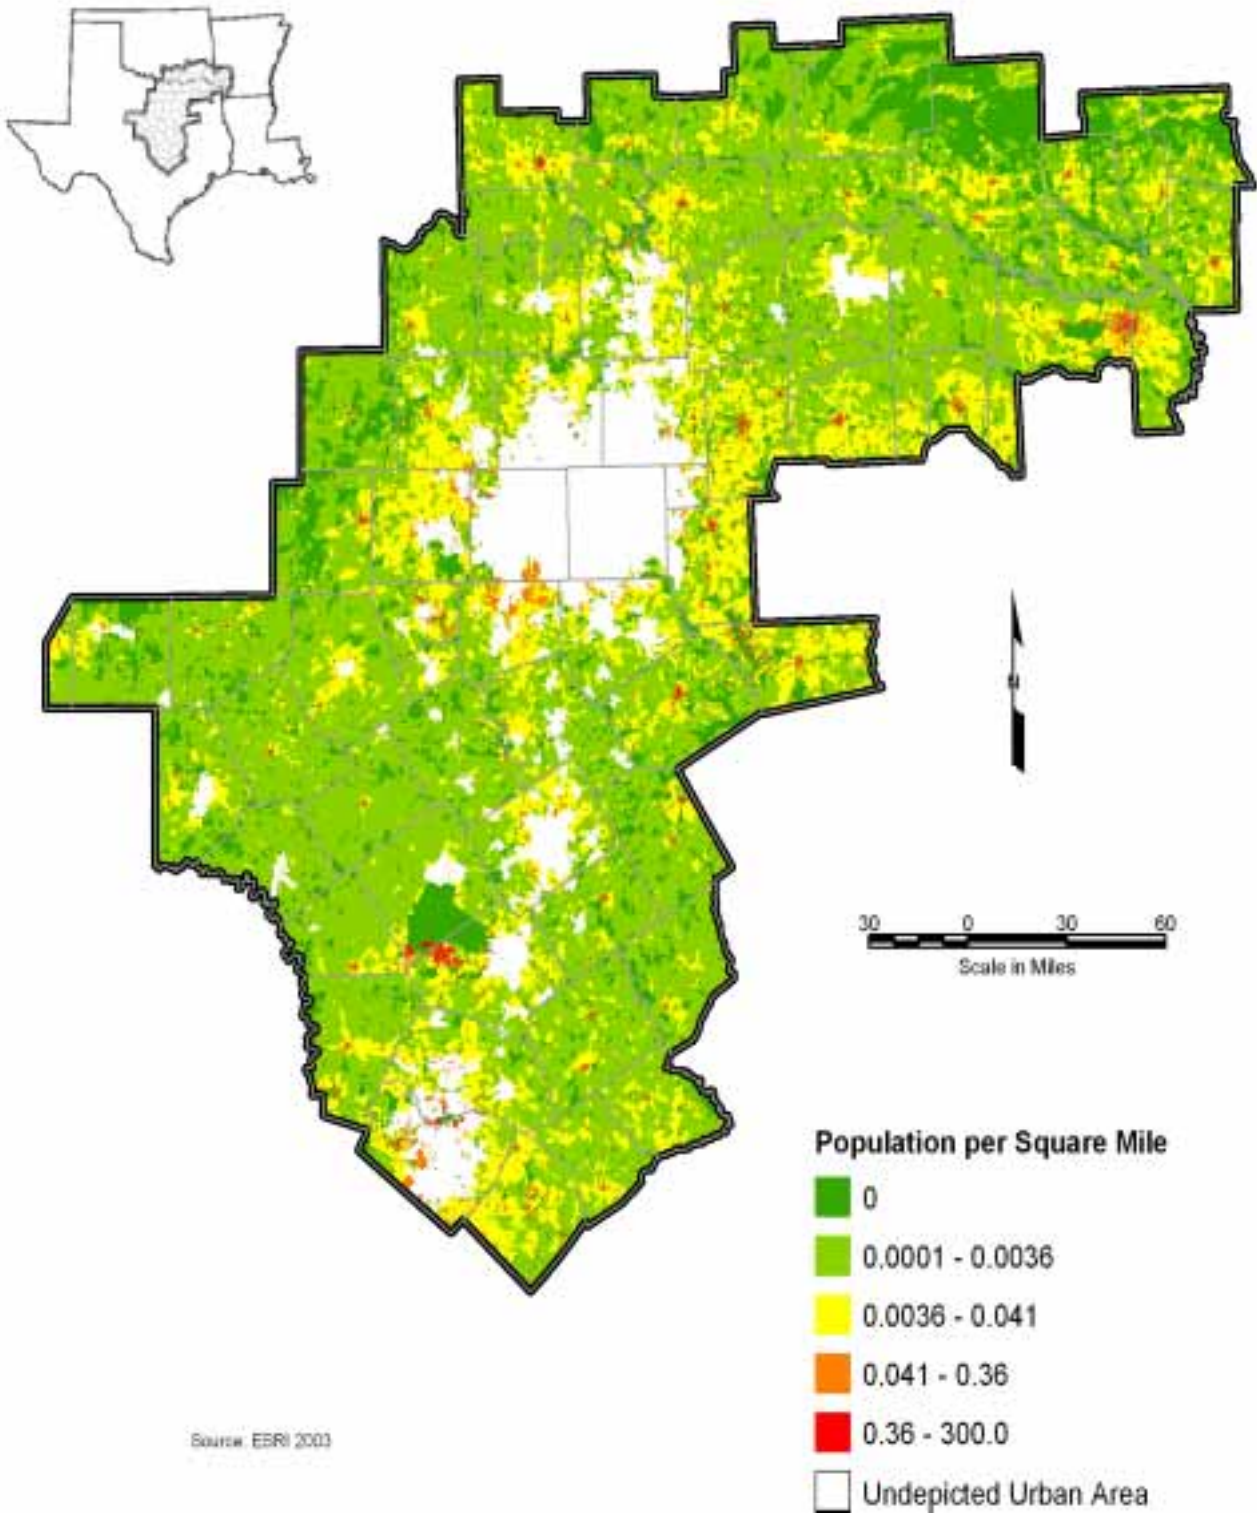 N
30 0 30 60
Scale in Miles
Population per Square Mile
0
0.0001 - 0.0036
0.0036 - 0.041
0.041 - 0.36
0.36 - 300.0
Undepicted Urban Area
Source: ESRI 2003